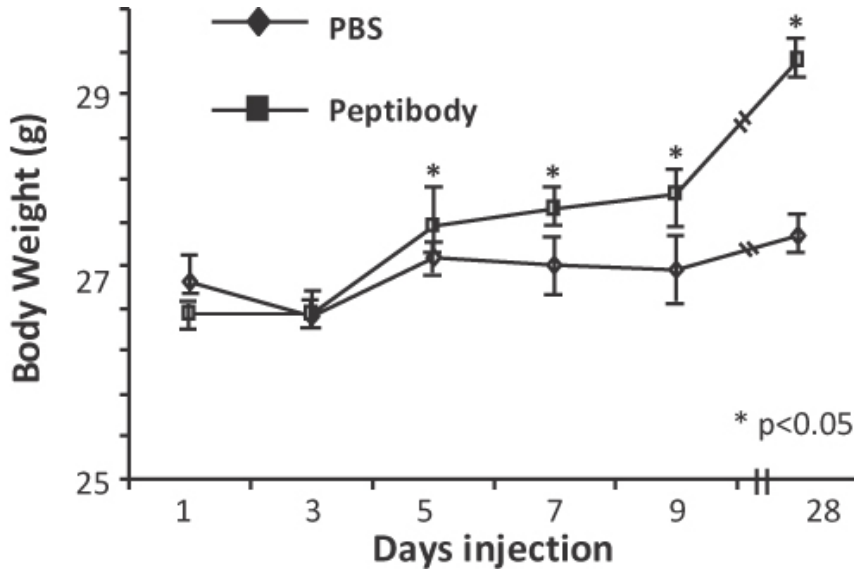 PBS
Peptibody
Body Weight (g)
29
27
25
*
*
*
*
* p<0.05
1 3 5 7 9 28
Days injection